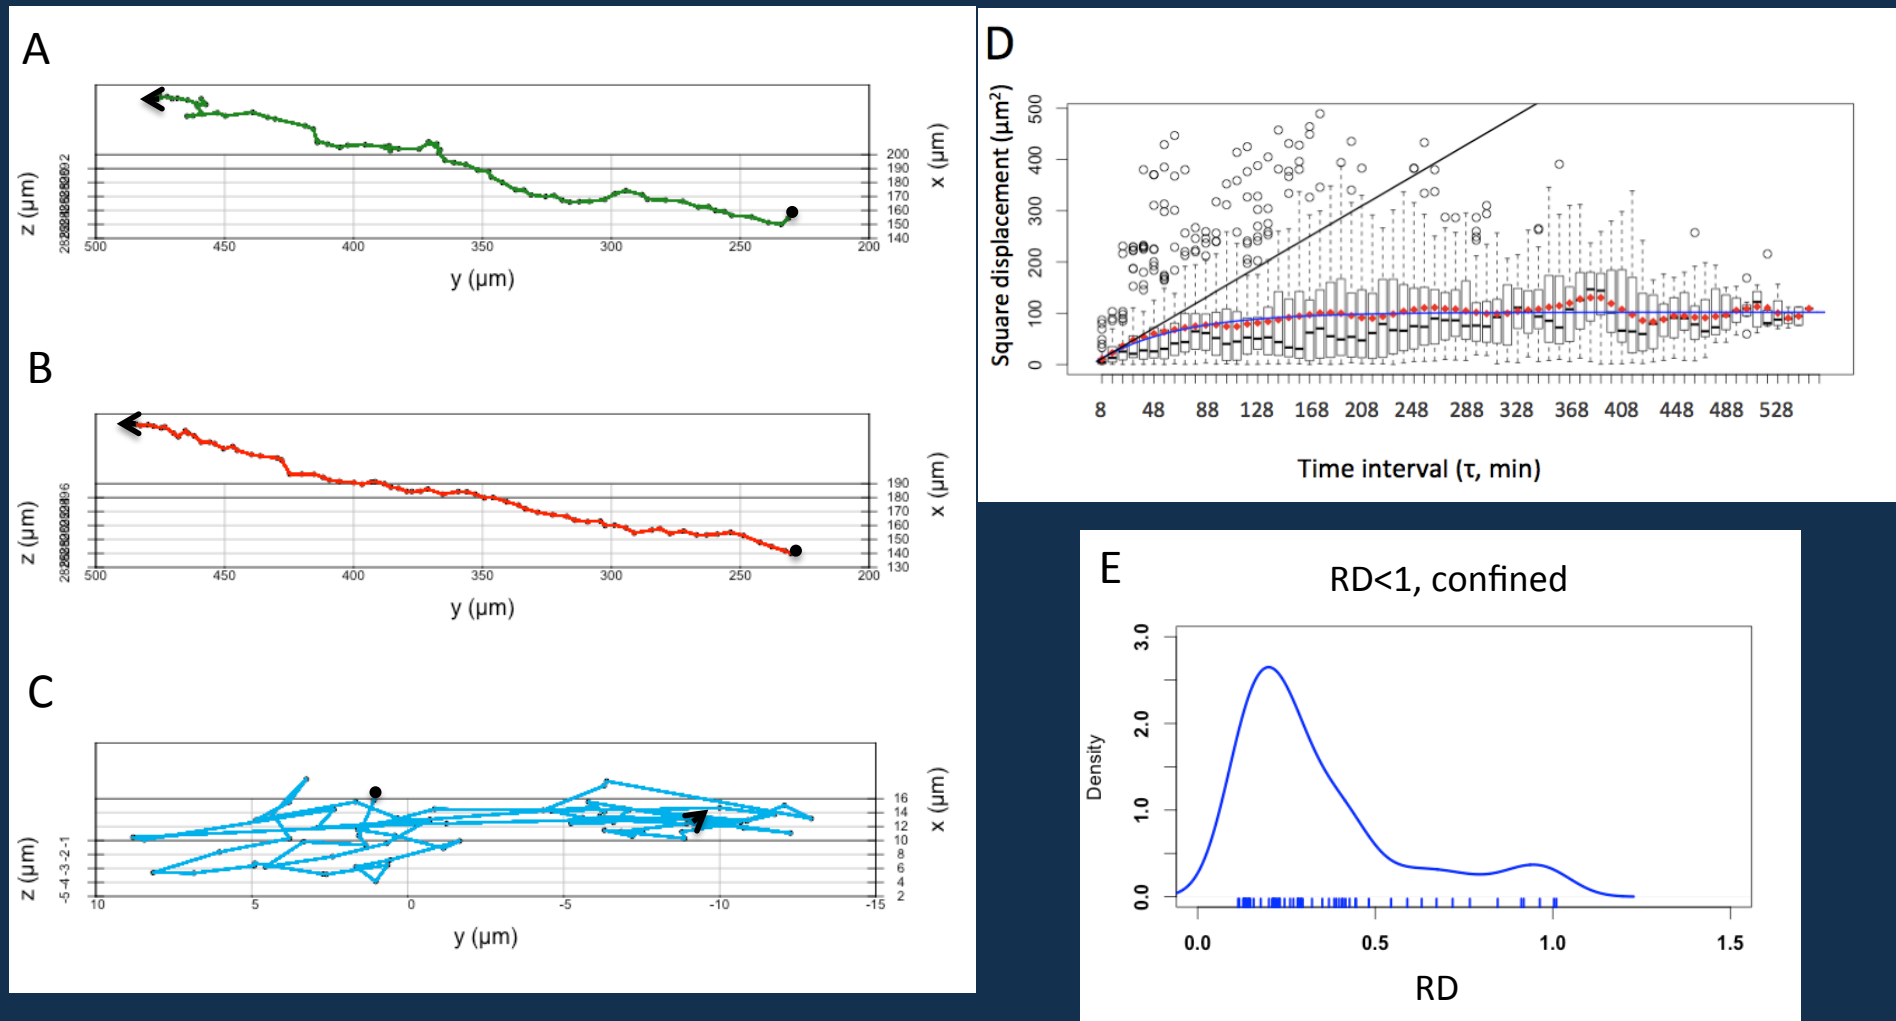 A
z (µm)
200
190
180
170
160
150
140
x (µm)
500
450
400
350
300
250
200
y (µm)
B
z (µm)
190
180
170
160
150
140
130
x (µm)
500
450
400
350
300
250
200
y (µm)
C
z (µm)
-5-4-3-2-1
16
14
12
10
8
6
4
2
x (µm)
10
5
0
-5
-10
-15
y (µm)
D
Square displacement (µm²)
500
400
300
200
100
0
8 48 88 128 168 208 248 288 328 368 408 448 488 528
Time interval (τ, min)
E
RD<1, confined
Density
3.0
2.0
1.0
0.0
0.0 0.5 1.0 1.5
RD